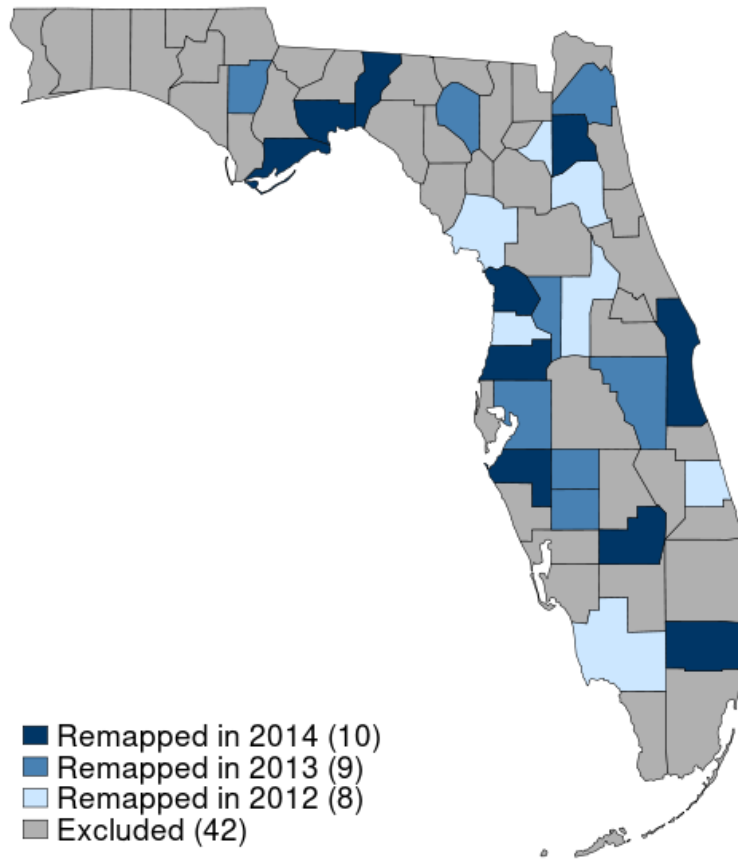 Remapped in 2014 (10)
Remapped in 2013 (9)
Remapped in 2012 (8)
Excluded (42)